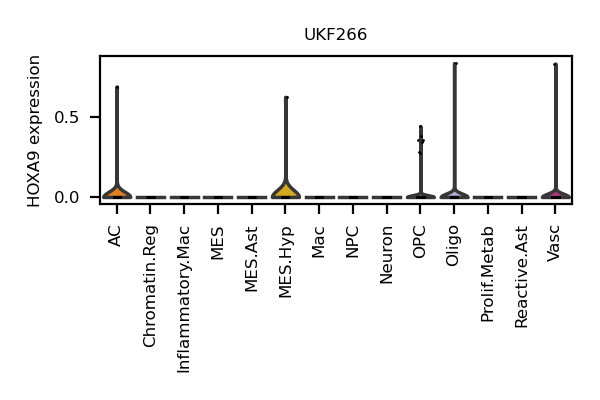 UKF266
HOXA9 expression
0.5
0.0
AC
Chromatin.Reg
Inflammatory.Mac
MES
MES.Ast
MES.Hyp
Mac
NPC
Neuron
OPC
Oligo
Prolif.Metab
Reactive.Ast
Vasc